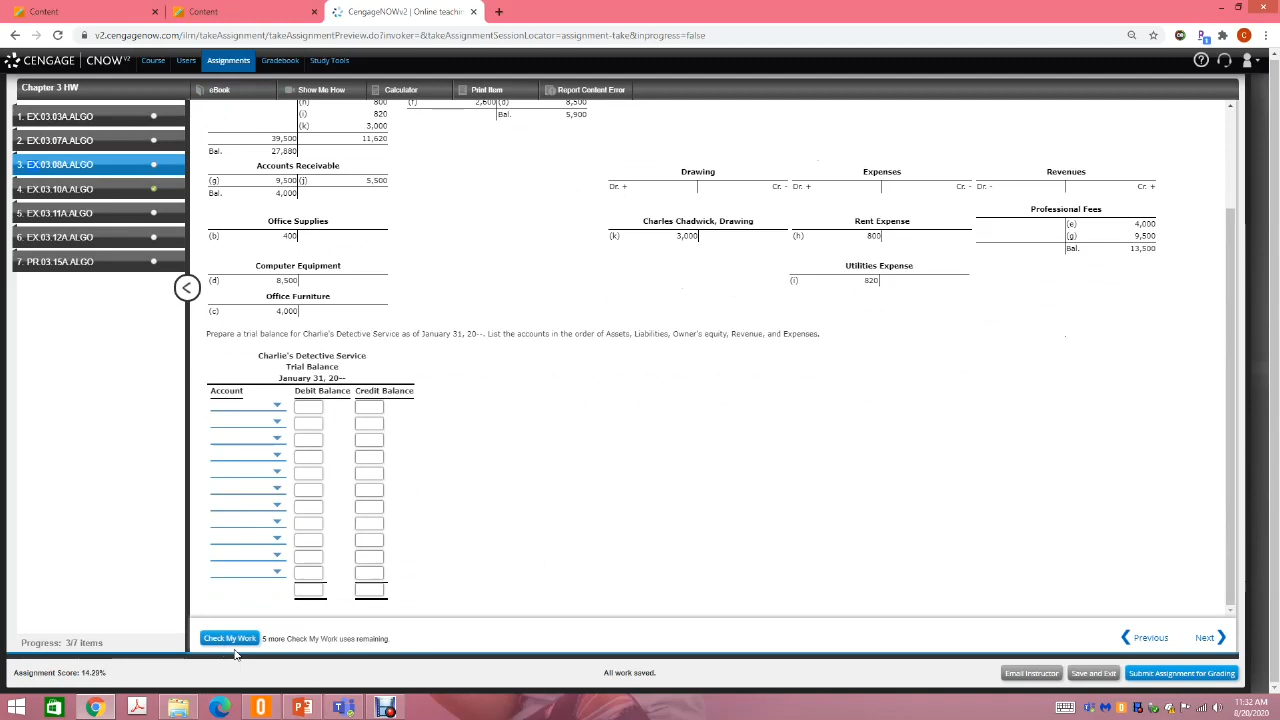 Content
Content
CengageNOWv2 | Online teachin
v2.cengagenow.com/ilrn/takeAssignment/takeAssignmentPreview.do?invoker=&takeAssignmentSessionLocator=assignment-take&inprogress=false
CENGAGE CNOWV2 Course Users Assignments Gradebook Study Tools
Chapter 3 HW
eBook Show Me How Calculator Print Item Report Content Error
1. EX.03.03A.ALGO
2. EX.03.07A.ALGO
3. EX.03.08A.ALGO
4. EX.03.10A.ALGO
5. EX.03.11A.ALGO
6. EX.03.12A.ALGO
7. PR.03.15A.ALGO
(h) 800 (f) 2,600 (d) 8,500
(i) 820 Bal. 5,900
(k) 3,000
39,500 11,620
Bal. 27,880
Accounts Receivable
(g) 9,500 (j) 5,500
Bal. 4,000
Drawing Expenses Revenues
Dr. + Cr. - Dr. + Cr. - Dr. - Cr. +
Professional Fees
Office Supplies Charles Chadwick, Drawing Rent Expense
(e) 4,000
(b) 400 (k) 3,000 (h) 800 (g) 9,500
Bal. 13,500
Computer Equipment Utilities Expense
(d) 8,500 (i) 820
Office Furniture
(c) 4,000
Prepare a trial balance for Charlie's Detective Service as of January 31, 20--. List the accounts in the order of Assets, Liabilities, Owner's equity, Revenue, and Expenses.
Charlie's Detective Service
Trial Balance
January 31, 20--
Account Debit Balance Credit Balance
Progress: 3/7 items
Check My Work 5 more Check My Work uses remaining.
Previous Next
Assignment Score: 14.29%
All work saved.
Email Instructor Save and Exit Submit Assignment for Grading
11:32 AM
8/20/2020